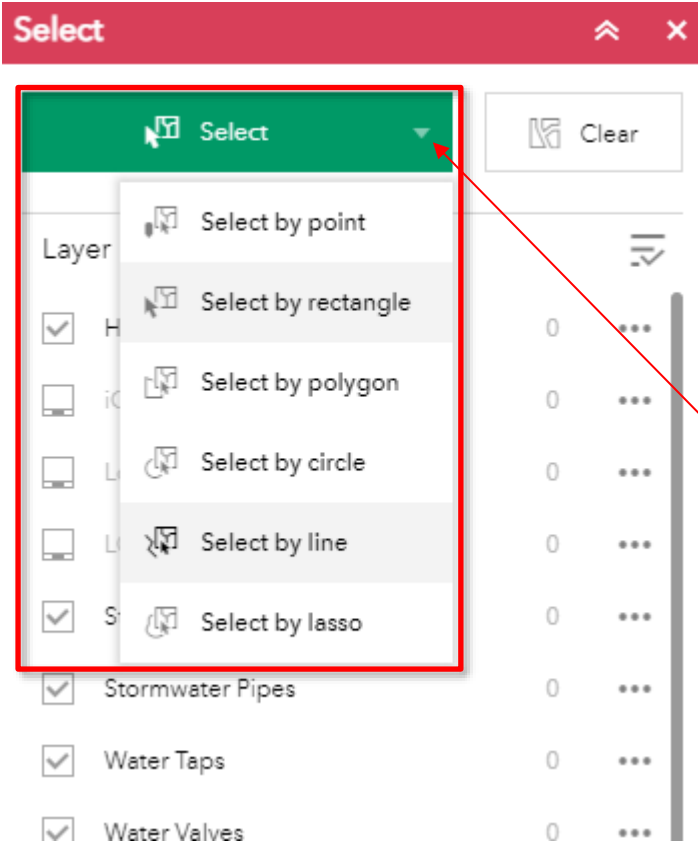 Select
Select Clear
Select by point
Layer
Select by rectangle
H 0
Select by polygon
0
Select by circle
L 0
Select by line
L 0
Select by lasso
S 0
Stormwater Pipes 0
Water Taps 0
Water Valves 0